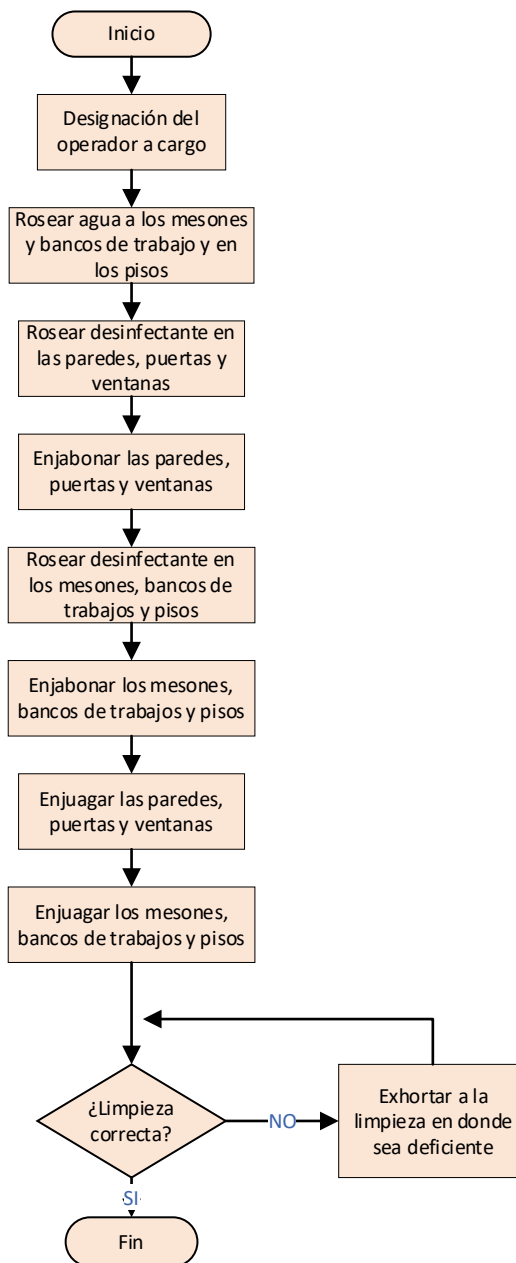 Inicio
Designación del
operador a cargo
Rosear agua a los mesones
y bancos de trabajo y en
los pisos
Rosear desinfectante en
las paredes, puertas y
ventanas
Enjabonar las paredes,
puertas y ventanas
Rosear desinfectante en
los mesones, bancos de
trabajos y pisos
Enjabonar los mesones,
bancos de trabajos y pisos
Enjuagar las paredes,
puertas y ventanas
Enjuagar los mesones,
bancos de trabajos y pisos
¿Limpieza
correcta?
NO
Exhortar a la
limpieza en donde
sea deficiente
SI
Fin